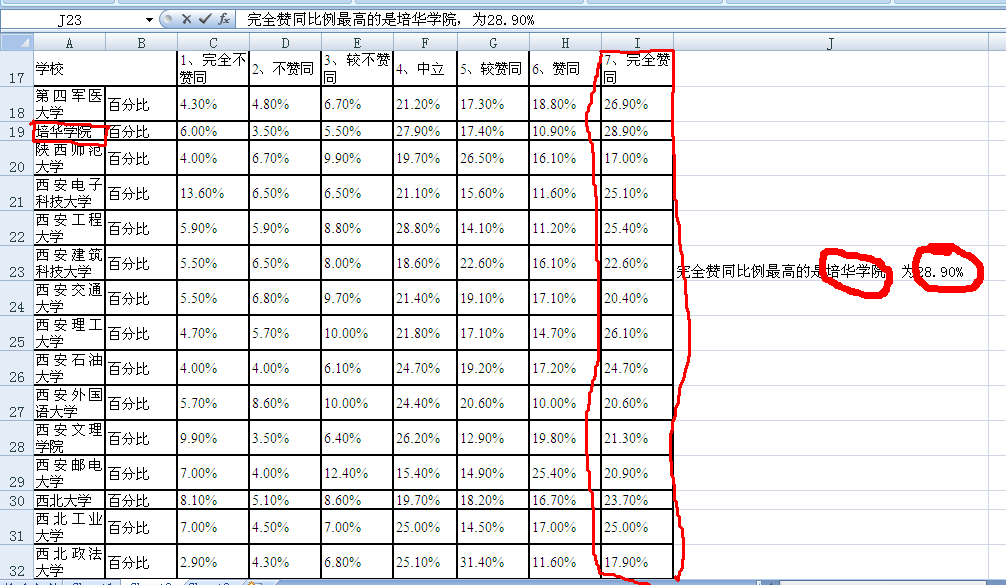 J23 fx 完全赞同比例最高的是培华学院，为28.90%
A B C D E F G H I J
17 学校 1、完全不赞同 2、不赞同 3、较不赞同 4、中立 5、较赞同 6、赞同 7、完全赞同
18 第四军医大学 百分比 4.30% 4.80% 6.70% 21.20% 17.30% 18.80% 26.90%
19 培华学院 百分比 6.00% 3.50% 5.50% 27.90% 17.40% 10.90% 28.90%
20 陕西师范大学 百分比 4.00% 6.70% 9.90% 19.70% 26.50% 16.10% 17.00%
21 西安电子科技大学 百分比 13.60% 6.50% 6.50% 21.10% 15.60% 11.60% 25.10%
22 西安工程大学 百分比 5.90% 5.90% 8.80% 28.80% 14.10% 11.20% 25.40%
23 西安建筑科技大学 百分比 5.50% 6.50% 8.00% 18.60% 22.60% 16.10% 22.60% 完全赞同比例最高的是培华学院，为28.90%
24 西安交通大学 百分比 5.50% 6.80% 9.70% 21.40% 19.10% 17.10% 20.40%
25 西安理工大学 百分比 4.70% 5.70% 10.00% 21.80% 17.10% 14.70% 26.10%
26 西安石油大学 百分比 4.00% 4.00% 6.10% 24.70% 19.20% 17.20% 24.70%
27 西安外国语大学 百分比 5.70% 8.60% 10.00% 24.40% 20.60% 10.00% 20.60%
28 西安文理学院 百分比 9.90% 3.50% 6.40% 26.20% 12.90% 19.80% 21.30%
29 西安邮电大学 百分比 7.00% 4.00% 12.40% 15.40% 14.90% 25.40% 20.90%
30 西北大学 百分比 8.10% 5.10% 8.60% 19.70% 18.20% 16.70% 23.70%
31 西北工业大学 百分比 7.00% 4.50% 7.00% 25.00% 14.50% 17.00% 25.00%
32 西北政法大学 百分比 2.90% 4.30% 6.80% 25.10% 31.40% 11.60% 17.90%